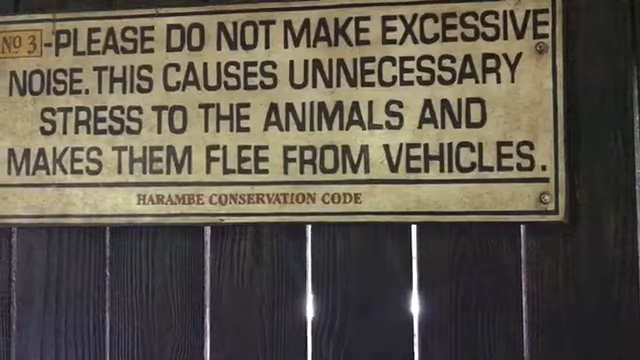 Nº 3-PLEASE DO NOT MAKE EXCESSIVE
NOISE. THIS CAUSES UNNECESSARY
STRESS TO THE ANIMALS AND
MAKES THEM FLEE FROM VEHICLES.
HARAMBE CONSERVATION CODE